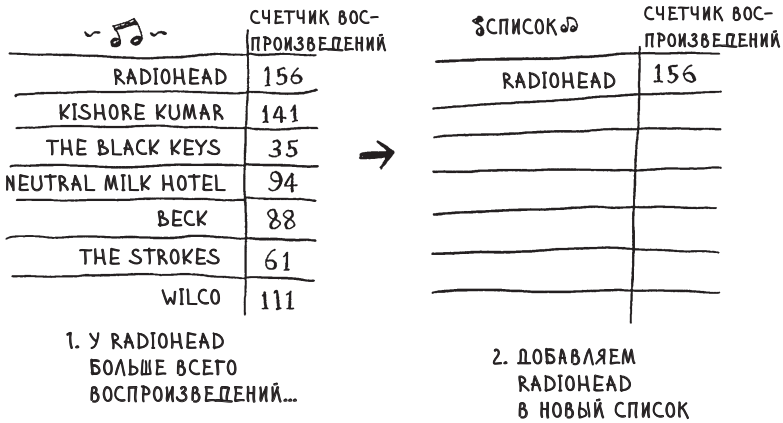 СЧЕТЧИК ВОС-
ПРОИЗВЕДЕНИЙ
RADIOHEAD 156
KISHORE KUMAR 141
THE BLACK KEYS 35
NEUTRAL MILK HOTEL 94
BECK 88
THE STROKES 61
WILCO 111
1. У RADIOHEAD
БОЛЬШЕ ВСЕГО
ВОСПРОИЗВЕДЕНИЙ...
СПИСОК
СЧЕТЧИК ВОС-
ПРОИЗВЕДЕНИЙ
RADIOHEAD 156
2. ДОБАВЛЯЕМ
RADIOHEAD
В НОВЫЙ СПИСОК